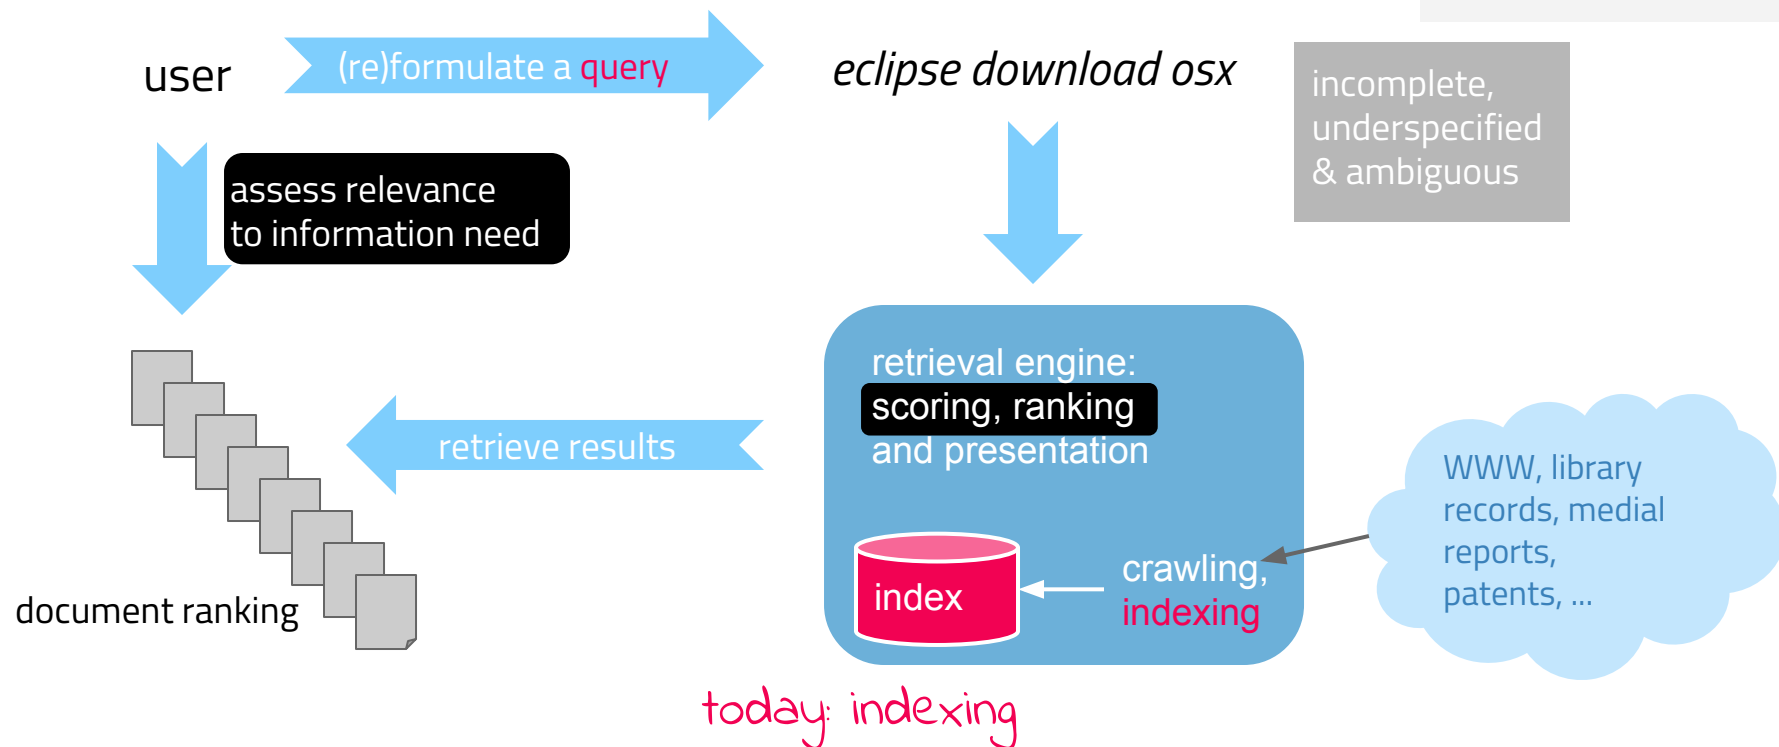 user
(re)formulate a query
eclipse download osx
incomplete,
underspecified
& ambiguous
assess relevance
to information need
retrieval engine:
scoring, ranking
and presentation
retrieve results
WWW, library
records, medial
reports,
patents, ...
crawling,
indexing
index
document ranking
today: indexing